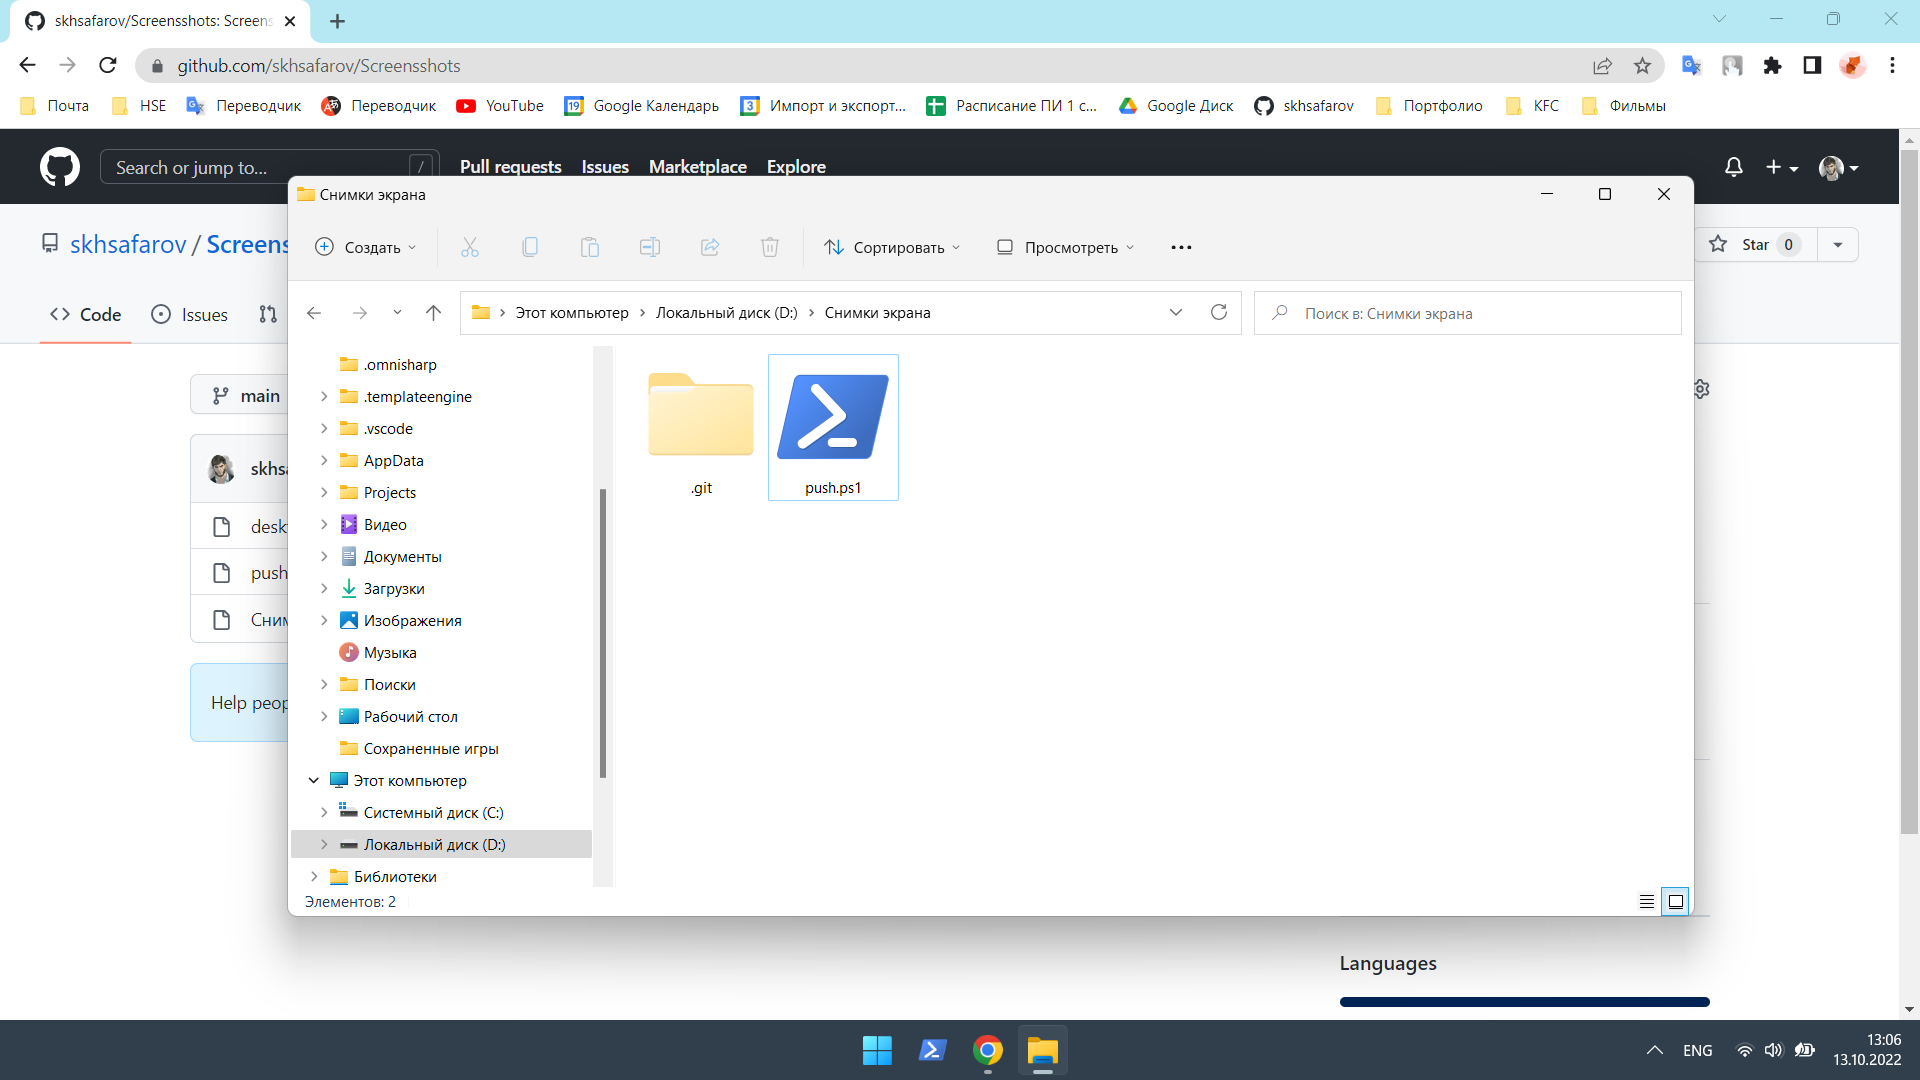 skhsafarov/Screensshots: Screens
github.com/skhsafarov/Screensshots
Почта
HSE
Переводчик
Переводчик
YouTube
19
Google Календарь
3
Импорт и экспорт...
Расписание ПИ 1 с...
Google Диск
skhsafarov
Портфолио
KFC
Фильмы
Search or jump to...
/
Pull requests
Issues
Marketplace
Explore
skhsafarov / Screens
Star 0
Code
Issues
main
skhsa
desk
push
Сним
Help peop
Languages
Снимки экрана
Создать
Сортировать
Просмотреть
Этот компьютер
Локальный диск (D:)
Снимки экрана
Поиск в: Снимки экрана
.omnisharp
.templateengine
.vscode
AppData
Projects
Видео
Документы
Загрузки
Изображения
Музыка
Поиски
Рабочий стол
Сохраненные игры
Этот компьютер
Системный диск (C:)
Локальный диск (D:)
Библиотеки
.git
push.ps1
Элементов: 2
ENG
13:06
13.10.2022